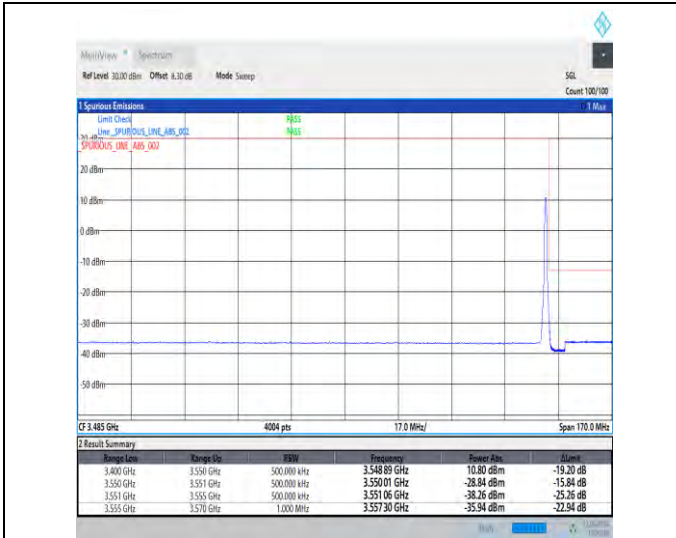 MultiView Spectrum
Ref Level 30.00 dBm Offset 8.30 dB Mode Sweep SGL
Count 100/100
1 Spurious Emissions 1 Max
Limit Check PASS
Line _SPURIOUS_LINE_ABS_002 PASS
30 dBm
_SPURIOUS_LINE_ABS_002
20 dBm
10 dBm
0 dBm
-10 dBm
-20 dBm
-30 dBm
-40 dBm
-50 dBm
CF 3.485 GHz 4004 pts 17.0 MHz/ Span 170.0 MHz
2 Result Summary
Range Low Range Up RBW Frequency Power Abs ΔLimit
3.400 GHz 3.550 GHz 500.000 kHz 3.54889 GHz 10.80 dBm -19.20 dB
3.550 GHz 3.551 GHz 500.000 kHz 3.55001 GHz -28.84 dBm -15.84 dB
3.551 GHz 3.555 GHz 500.000 kHz 3.55106 GHz -38.26 dBm -25.26 dB
3.555 GHz 3.570 GHz 1.000 MHz 3.55730 GHz -35.94 dBm -22.94 dB